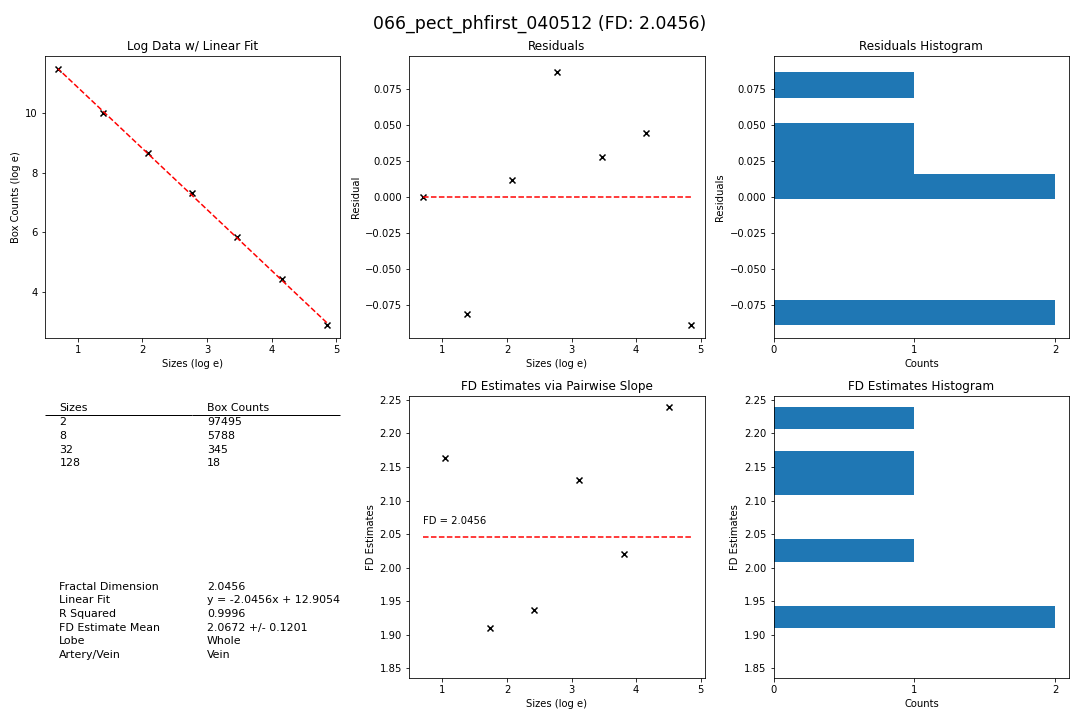 066_pect_phfirst_040512 (FD: 2.0456)
Log Data w/ Linear Fit
10
8
6
4
Box Counts (log e)
1 2 3 4 5
Sizes (log e)
Residuals
0.075
0.050
0.025
0.000
−0.025
−0.050
−0.075
Residual
1 2 3 4 5
Sizes (log e)
Residuals Histogram
0.075
0.050
0.025
0.000
−0.025
−0.050
−0.075
Residuals
0 1 2
Counts
Sizes Box Counts
2 97495
8 5788
32 345
128 18
Fractal Dimension 2.0456
Linear Fit y = -2.0456x + 12.9054
R Squared 0.9996
FD Estimate Mean 2.0672 +/- 0.1201
Lobe Whole
Artery/Vein Vein
FD Estimates via Pairwise Slope
2.25
2.20
2.15
2.10
2.05
2.00
1.95
1.90
1.85
FD Estimates
FD = 2.0456
1 2 3 4 5
Sizes (log e)
FD Estimates Histogram
2.25
2.20
2.15
2.10
2.05
2.00
1.95
1.90
1.85
FD Estimates
0 1 2
Counts